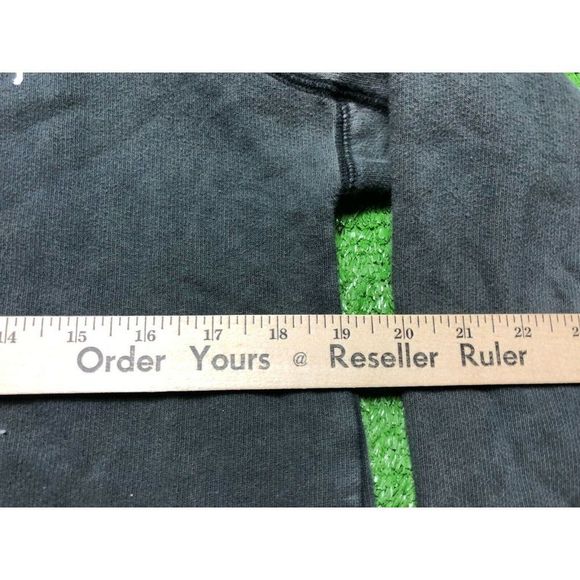 14 15 16 17 18 19 20 21 22
Order Yours @ Reseller Ruler